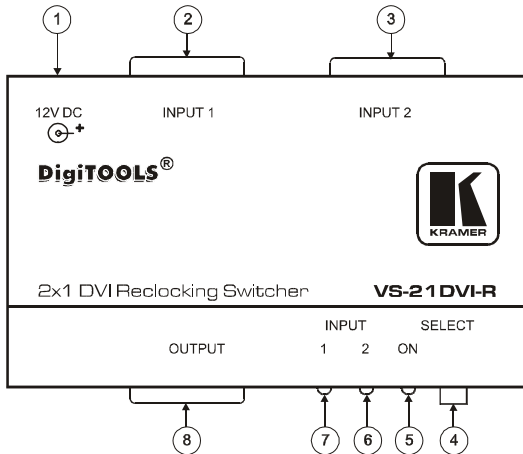 1 2 3
12V DC INPUT 1 INPUT 2
+
DigiTOOLS®
K
KRAMER
2x1 DVI Reclocking Switcher VS-21DVI-R
INPUT SELECT
OUTPUT 1 2 ON
8 7 6 5 4